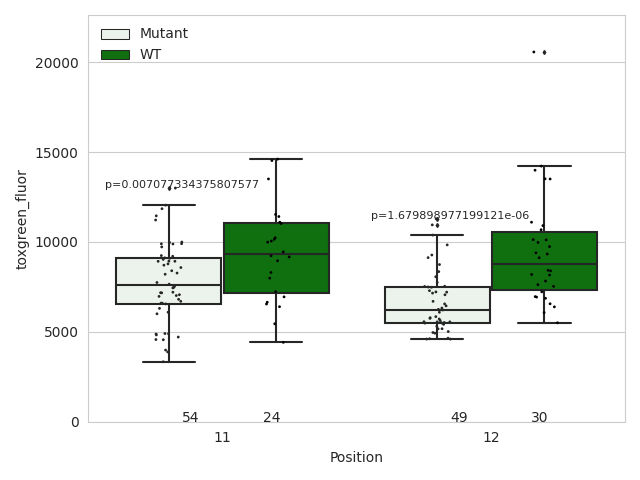 Mutant
WT
20000
15000
10000
5000
0
toxgreen_fluor
p=0.007077334375807577
p=1.679898977199121e-06
54 24 49 30
11 12
Position